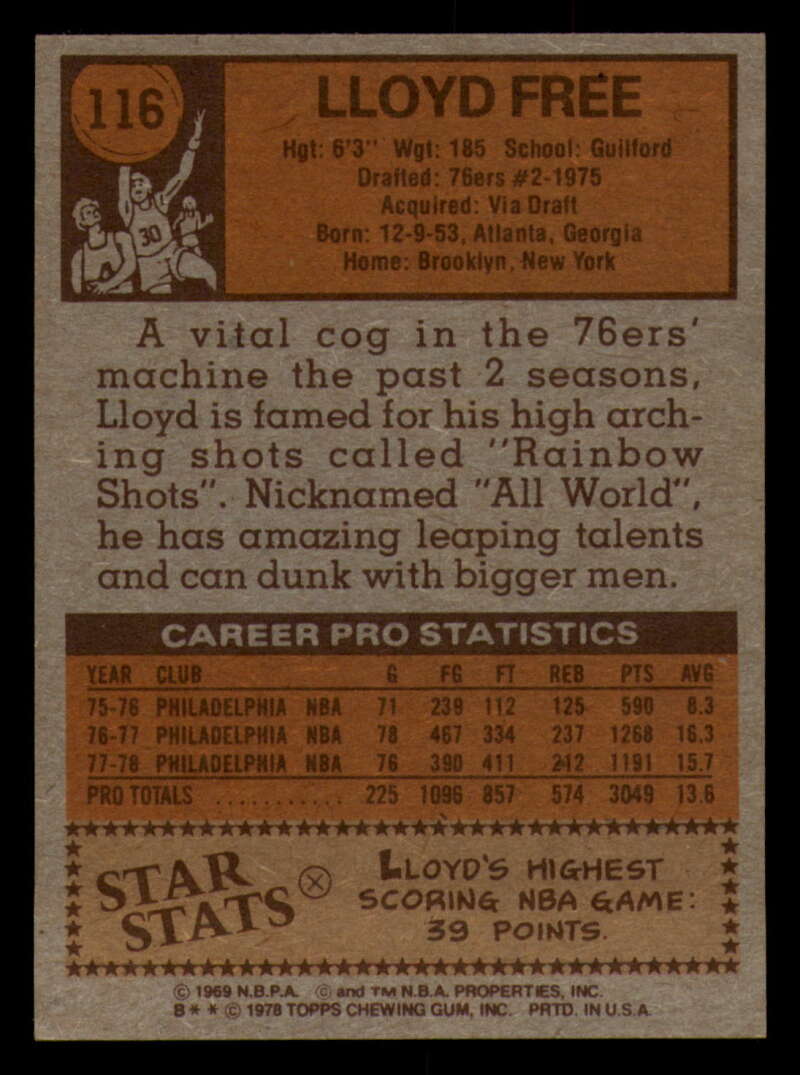 116
LLOYD FREE
Hgt: 6'3" Wgt: 185 School: Guilford
Drafted: 76ers #2-1975
Acquired: Via Draft
Born: 12-9-53, Atlanta, Georgia
Home: Brooklyn, New York
30
A vital cog in the 76ers'
machine the past 2 seasons,
Lloyd is famed for his high arch-
ing shots called "Rainbow
Shots". Nicknamed "All World",
he has amazing leaping talents
and can dunk with bigger men.
CAREER PRO STATISTICS
YEAR CLUB G FG FT REB PTS AVG
75-76 PHILADELPHIA NBA 71 239 112 125 590 8.3
76-77 PHILADELPHIA NBA 78 467 334 237 1268 16.3
77-78 PHILADELPHIA NBA 76 390 411 212 1191 15.7
PRO TOTALS ........... 225 1096 857 574 3049 13.6
STAR STATS
LLOYD'S HIGHEST
SCORING NBA GAME:
39 POINTS.
© 1969 N.B.P.A. © and TM N.B.A. PROPERTIES, INC.
B * * © 1978 TOPPS CHEWING GUM, INC. PRTD. IN U.S.A.